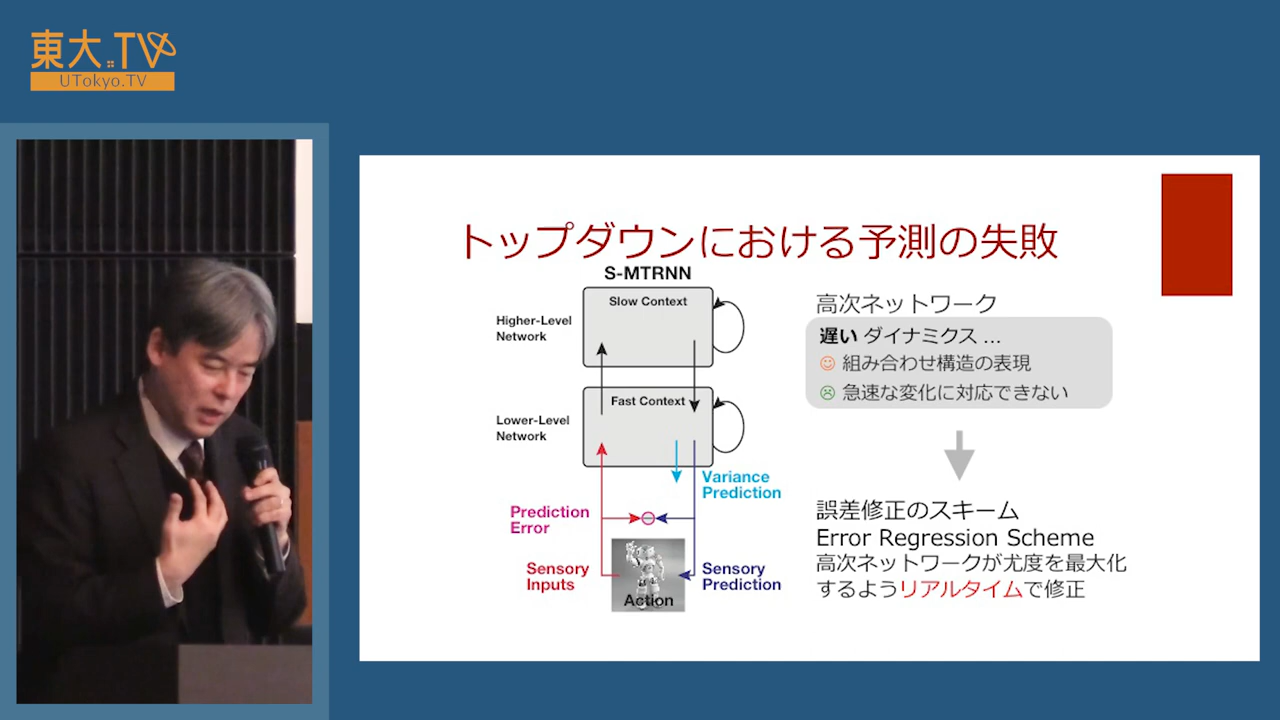 東大.TV
UTokyo.TV
トップダウンにおける予測の失敗
S-MTRNN
Slow Context
Higher-Level
Network
Fast Context
Lower-Level
Network
Variance
Prediction
Prediction
Error
Sensory
Inputs
Sensory
Prediction
Action
高次ネットワーク
遅い ダイナミクス ...
組み合わせ構造の表現
急速な変化に対応できない
誤差修正のスキーム
Error Regression Scheme
高次ネットワークが尤度を最大化
するようリアルタイムで修正